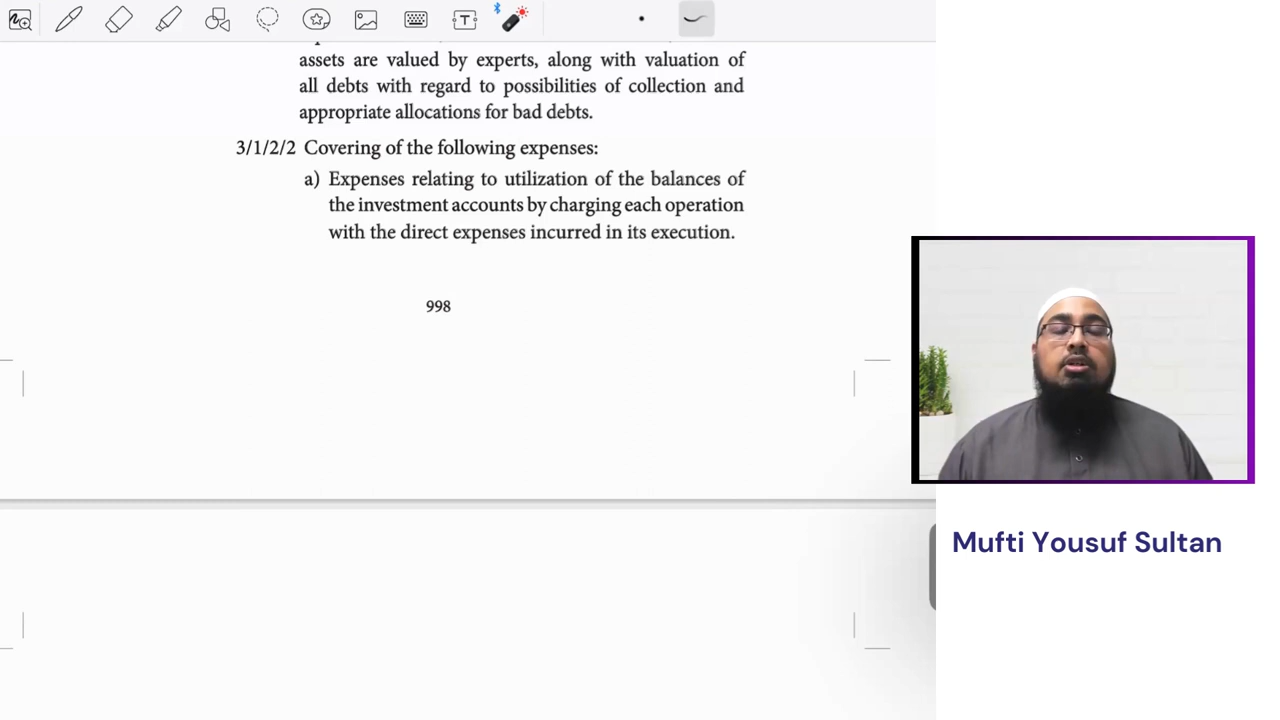 assets are valued by experts, along with valuation of
all debts with regard to possibilities of collection and
appropriate allocations for bad debts.
3/1/2/2 Covering of the following expenses:
a) Expenses relating to utilization of the balances of
the investment accounts by charging each operation
with the direct expenses incurred in its execution.
998
Mufti Yousuf Sultan